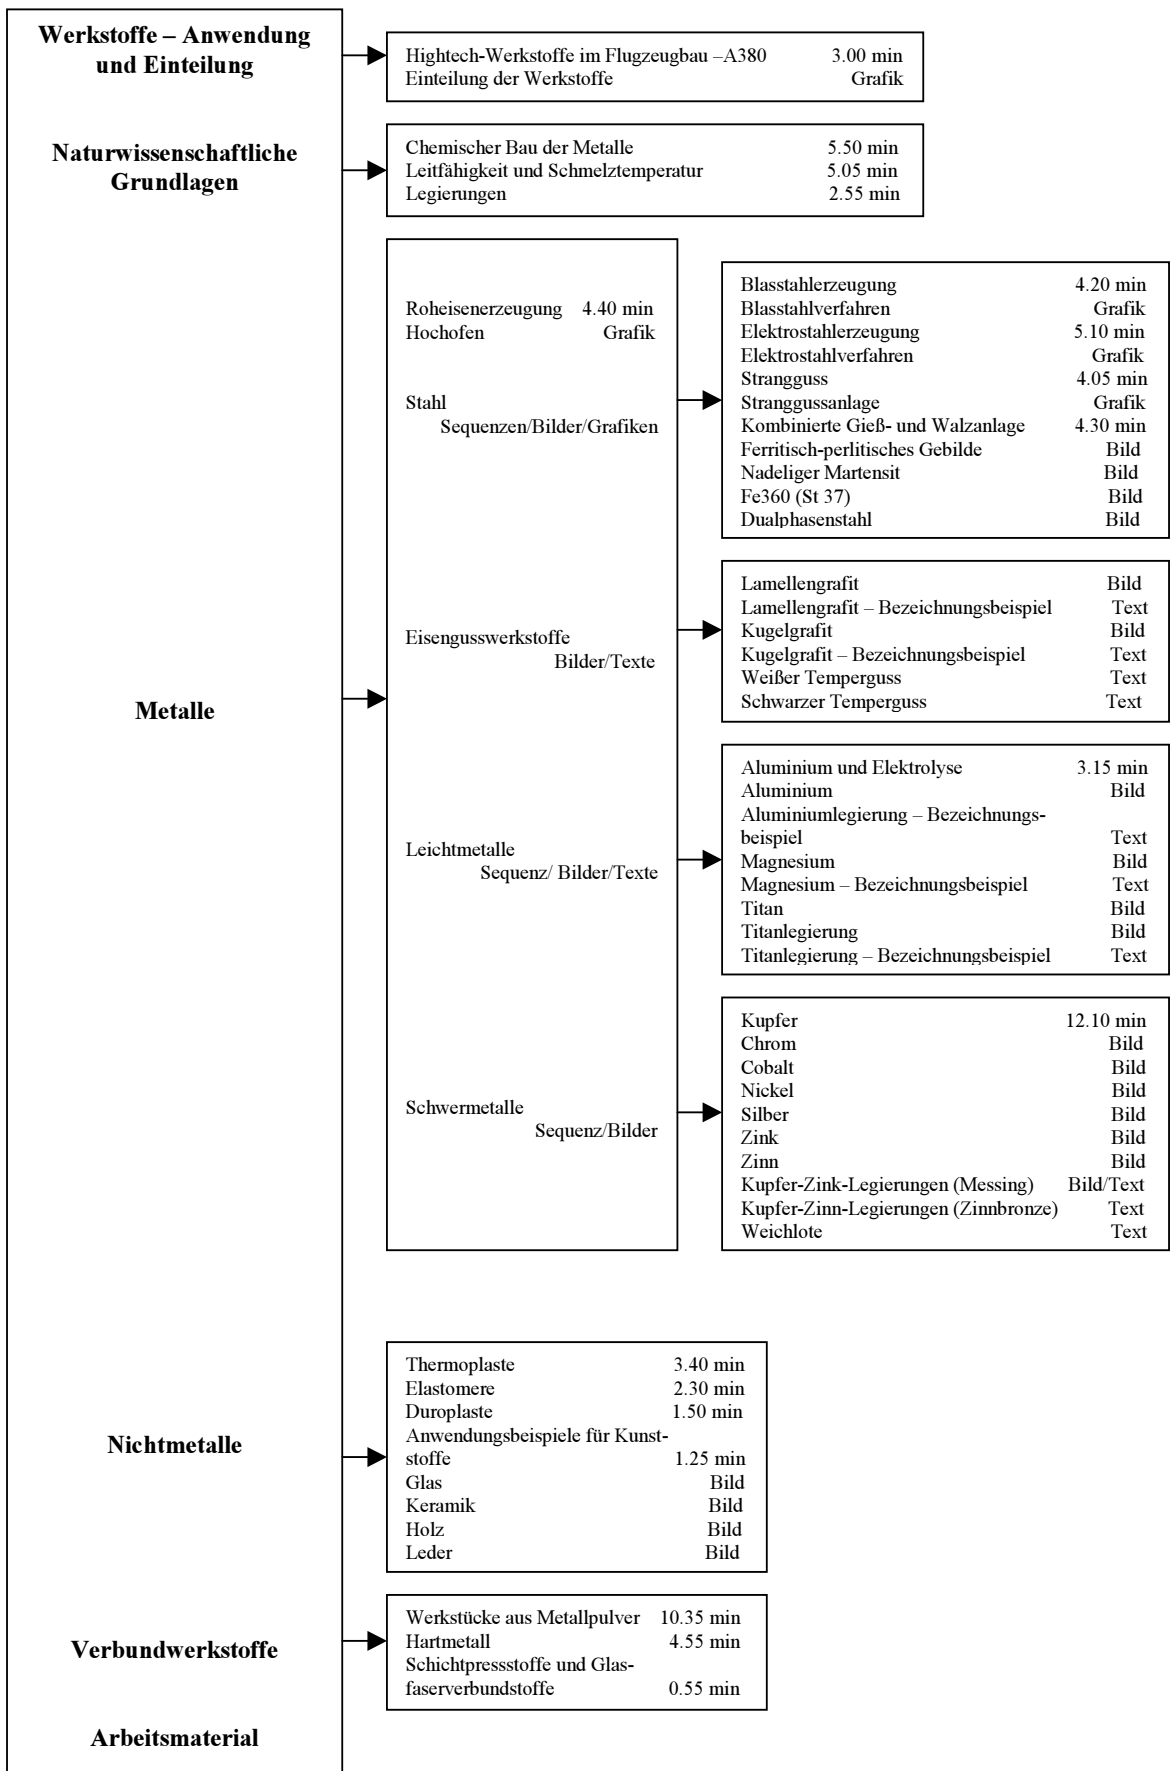 Werkstoffe – Anwendung
und Einteilung
Hightech-Werkstoffe im Flugzeugbau –A380 3.00 min
Einteilung der Werkstoffe Grafik
Naturwissenschaftliche
Grundlagen
Chemischer Bau der Metalle 5.50 min
Leitfähigkeit und Schmelztemperatur 5.05 min
Legierungen 2.55 min
Metalle
Roheisenerzeugung 4.40 min
Hochofen Grafik
Stahl
Sequenzen/Bilder/Grafiken
Blasstahlerzeugung 4.20 min
Blasstahlverfahren Grafik
Elektrostahlerzeugung 5.10 min
Elektrostahlverfahren Grafik
Strangguss 4.05 min
Stranggussanlage Grafik
Kombinierte Gieß- und Walzanlage 4.30 min
Ferritisch-perlitisches Gebilde Bild
Nadeliger Martensit Bild
Fe360 (St 37) Bild
Dualphasenstahl Bild
Eisengusswerkstoffe
Bilder/Texte
Lamellengrafit Bild
Lamellengrafit – Bezeichnungsbeispiel Text
Kugelgrafit Bild
Kugelgrafit – Bezeichnungsbeispiel Text
Weißer Temperguss Text
Schwarzer Temperguss Text
Leichtmetalle
Sequenz/ Bilder/Texte
Aluminium und Elektrolyse 3.15 min
Aluminium Bild
Aluminiumlegierung – Bezeichnungs-
beispiel Text
Magnesium Bild
Magnesium – Bezeichnungsbeispiel Text
Titan Bild
Titanlegierung Bild
Titanlegierung – Bezeichnungsbeispiel Text
Schwermetalle
Sequenz/Bilder
Kupfer 12.10 min
Chrom Bild
Cobalt Bild
Nickel Bild
Silber Bild
Zink Bild
Zinn Bild
Kupfer-Zink-Legierungen (Messing) Bild/Text
Kupfer-Zinn-Legierungen (Zinnbronze) Text
Weichlote Text
Nichtmetalle
Thermoplaste 3.40 min
Elastomere 2.30 min
Duroplaste 1.50 min
Anwendungsbeispiele für Kunst-
stoffe 1.25 min
Glas Bild
Keramik Bild
Holz Bild
Leder Bild
Verbundwerkstoffe
Werkstücke aus Metallpulver 10.35 min
Hartmetall 4.55 min
Schichtpressstoffe und Glas-
faserverbundstoffe 0.55 min
Arbeitsmaterial